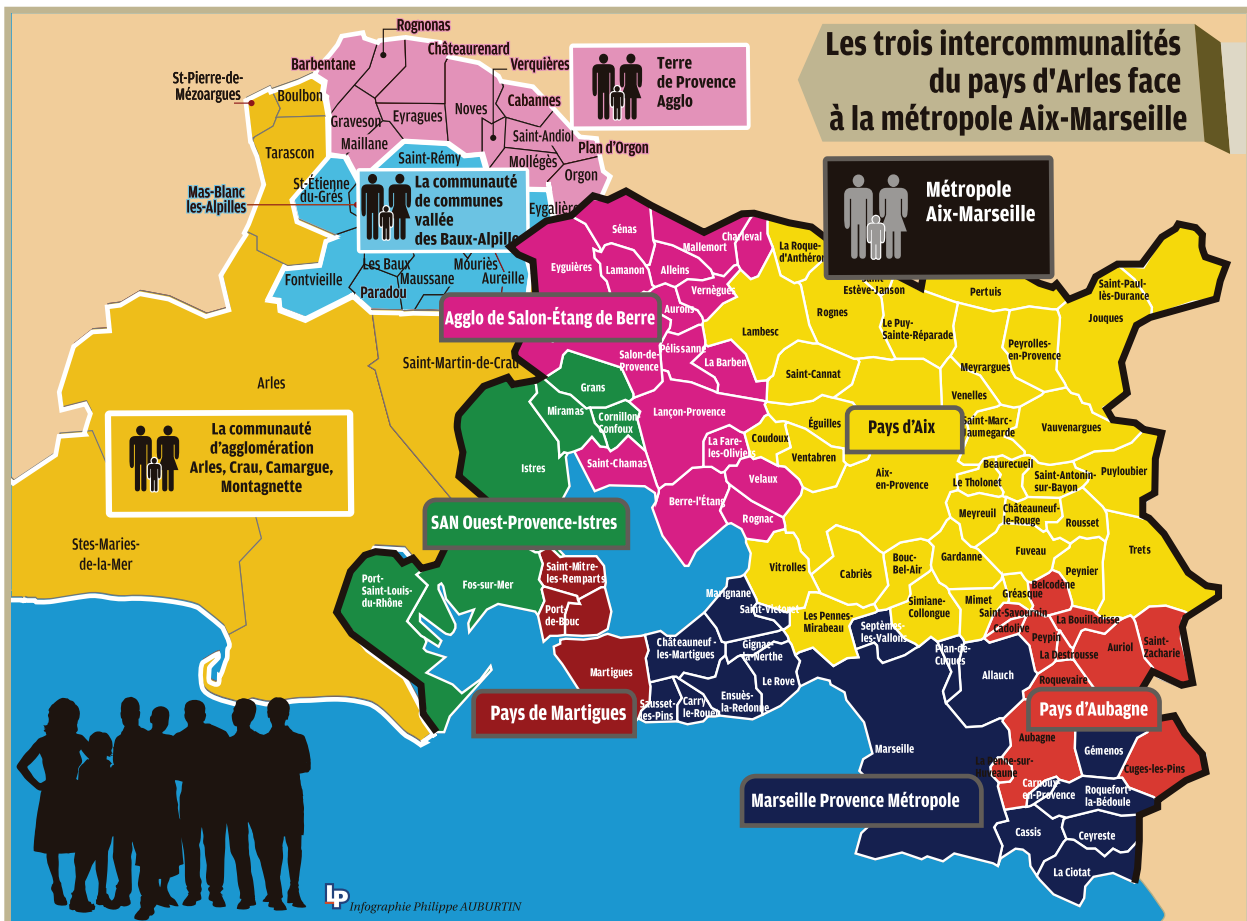 Les trois intercommunalités
du pays d'Arles face
à la métropole Aix-Marseille
Rognonas
Châteaurenard
Barbentane
Verquières
Terre
de Provence
Agglo
St-Pierre-de-
Mézoargues
Boulbon
Noves
Cabannes
Graveson
Eyragues
Saint-Andiol
Maillane
Plan d'Orgon
Tarascon
Saint-Rémy
Mollégès
Orgon
Mas-Blanc
les-Alpilles
St-Étienne
du-Grés
La communauté
de communes
vallée
des Baux-Alpille
Eygalière
Fontvieille
Les Baux
Mouriès
Paradou
Maussane
Aureille
Métropole
Aix-Marseille
Sénas
Mallemort
Charleval
La Roque-
d'Anthéron
Eyguières
Lamanon
Alleins
Vernègues
Estève-Janson
Pertuis
Saint-Paul-
lès-Durance
Jouques
Agglo de Salon-Étang de Berre
Aurons
Lambesc
Rognes
Le Puy-
Sainte-Réparade
Peyrolles-
en-Provence
Meyrargues
Arles
Saint-Martin-de-Crau
Salon-de-
Provence
Pélissanne
La Barben
Saint-Cannat
Venelles
Grans
Miramas
Cornillon
Confoux
Lançon-Provence
Éguilles
Pays d'Aix
Saint-Marc-
Jaumegarde
Vauvenargues
La communauté
d'agglomération
Arles, Crau, Camargue,
Montagnette
La Fare-
les-Oliviers
Coudoux
Ventabren
Istres
Saint-Chamas
Velaux
Aix-
en-Provence
Beaurecueil
Le Tholonet
Saint-Antonin-
sur-Bayon
Puyloubier
Berre-l'Étang
Rognac
Meyreuil
Châteauneuf-
le-Rouge
Rousset
SAN Ouest-Provence-Istres
Stes-Maries-
de-la-Mer
Vitrolles
Cabriès
Bouc-
Bel-Air
Gardanne
Fuveau
Trets
Peynier
Port-
Saint-Louis-
du-Rhône
Fos-sur-Mer
Saint-Mitre-
les-Remparts
Port-
de-Bouc
Marignane
Saint-Victoret
Les Pennes-
Mirabeau
Simiane-
Collongue
Mimet
Gréasque
Belcodène
Saint-Savournin
Cadolive
La Bouilladisse
Septèmes-
les-Vallons
Peypin
La Destrousse
Auriol
Saint-
Zacharie
Châteauneuf-
les-Martigues
Gignac-
la-Nerthe
Plan-de-
Cuques
Martigues
Le Rove
Allauch
Roquevaire
Sausset-
les-Pins
Carry-
le-Rouet
Ensuès-
la-Redonne
Pays de Martigues
Pays d'Aubagne
Aubagne
Marseille
Gémenos
La Penne-sur-
Huveaune
Cuges-les-Pins
Carnoux-
en-Provence
Roquefort-
la-Bédoule
Marseille Provence Métropole
Cassis
Ceyreste
La Ciotat
LP
Infographie Philippe AUBURTIN